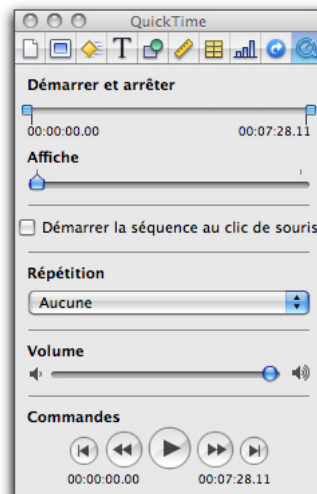 QuickTime
T
Démarrer et arrêter
00:00:00.00 00:07:28.11
Affiche
Démarrer la séquence au clic de souris
Répétition
Aucune
Volume
Commandes
00:00:00.00 00:07:28.11